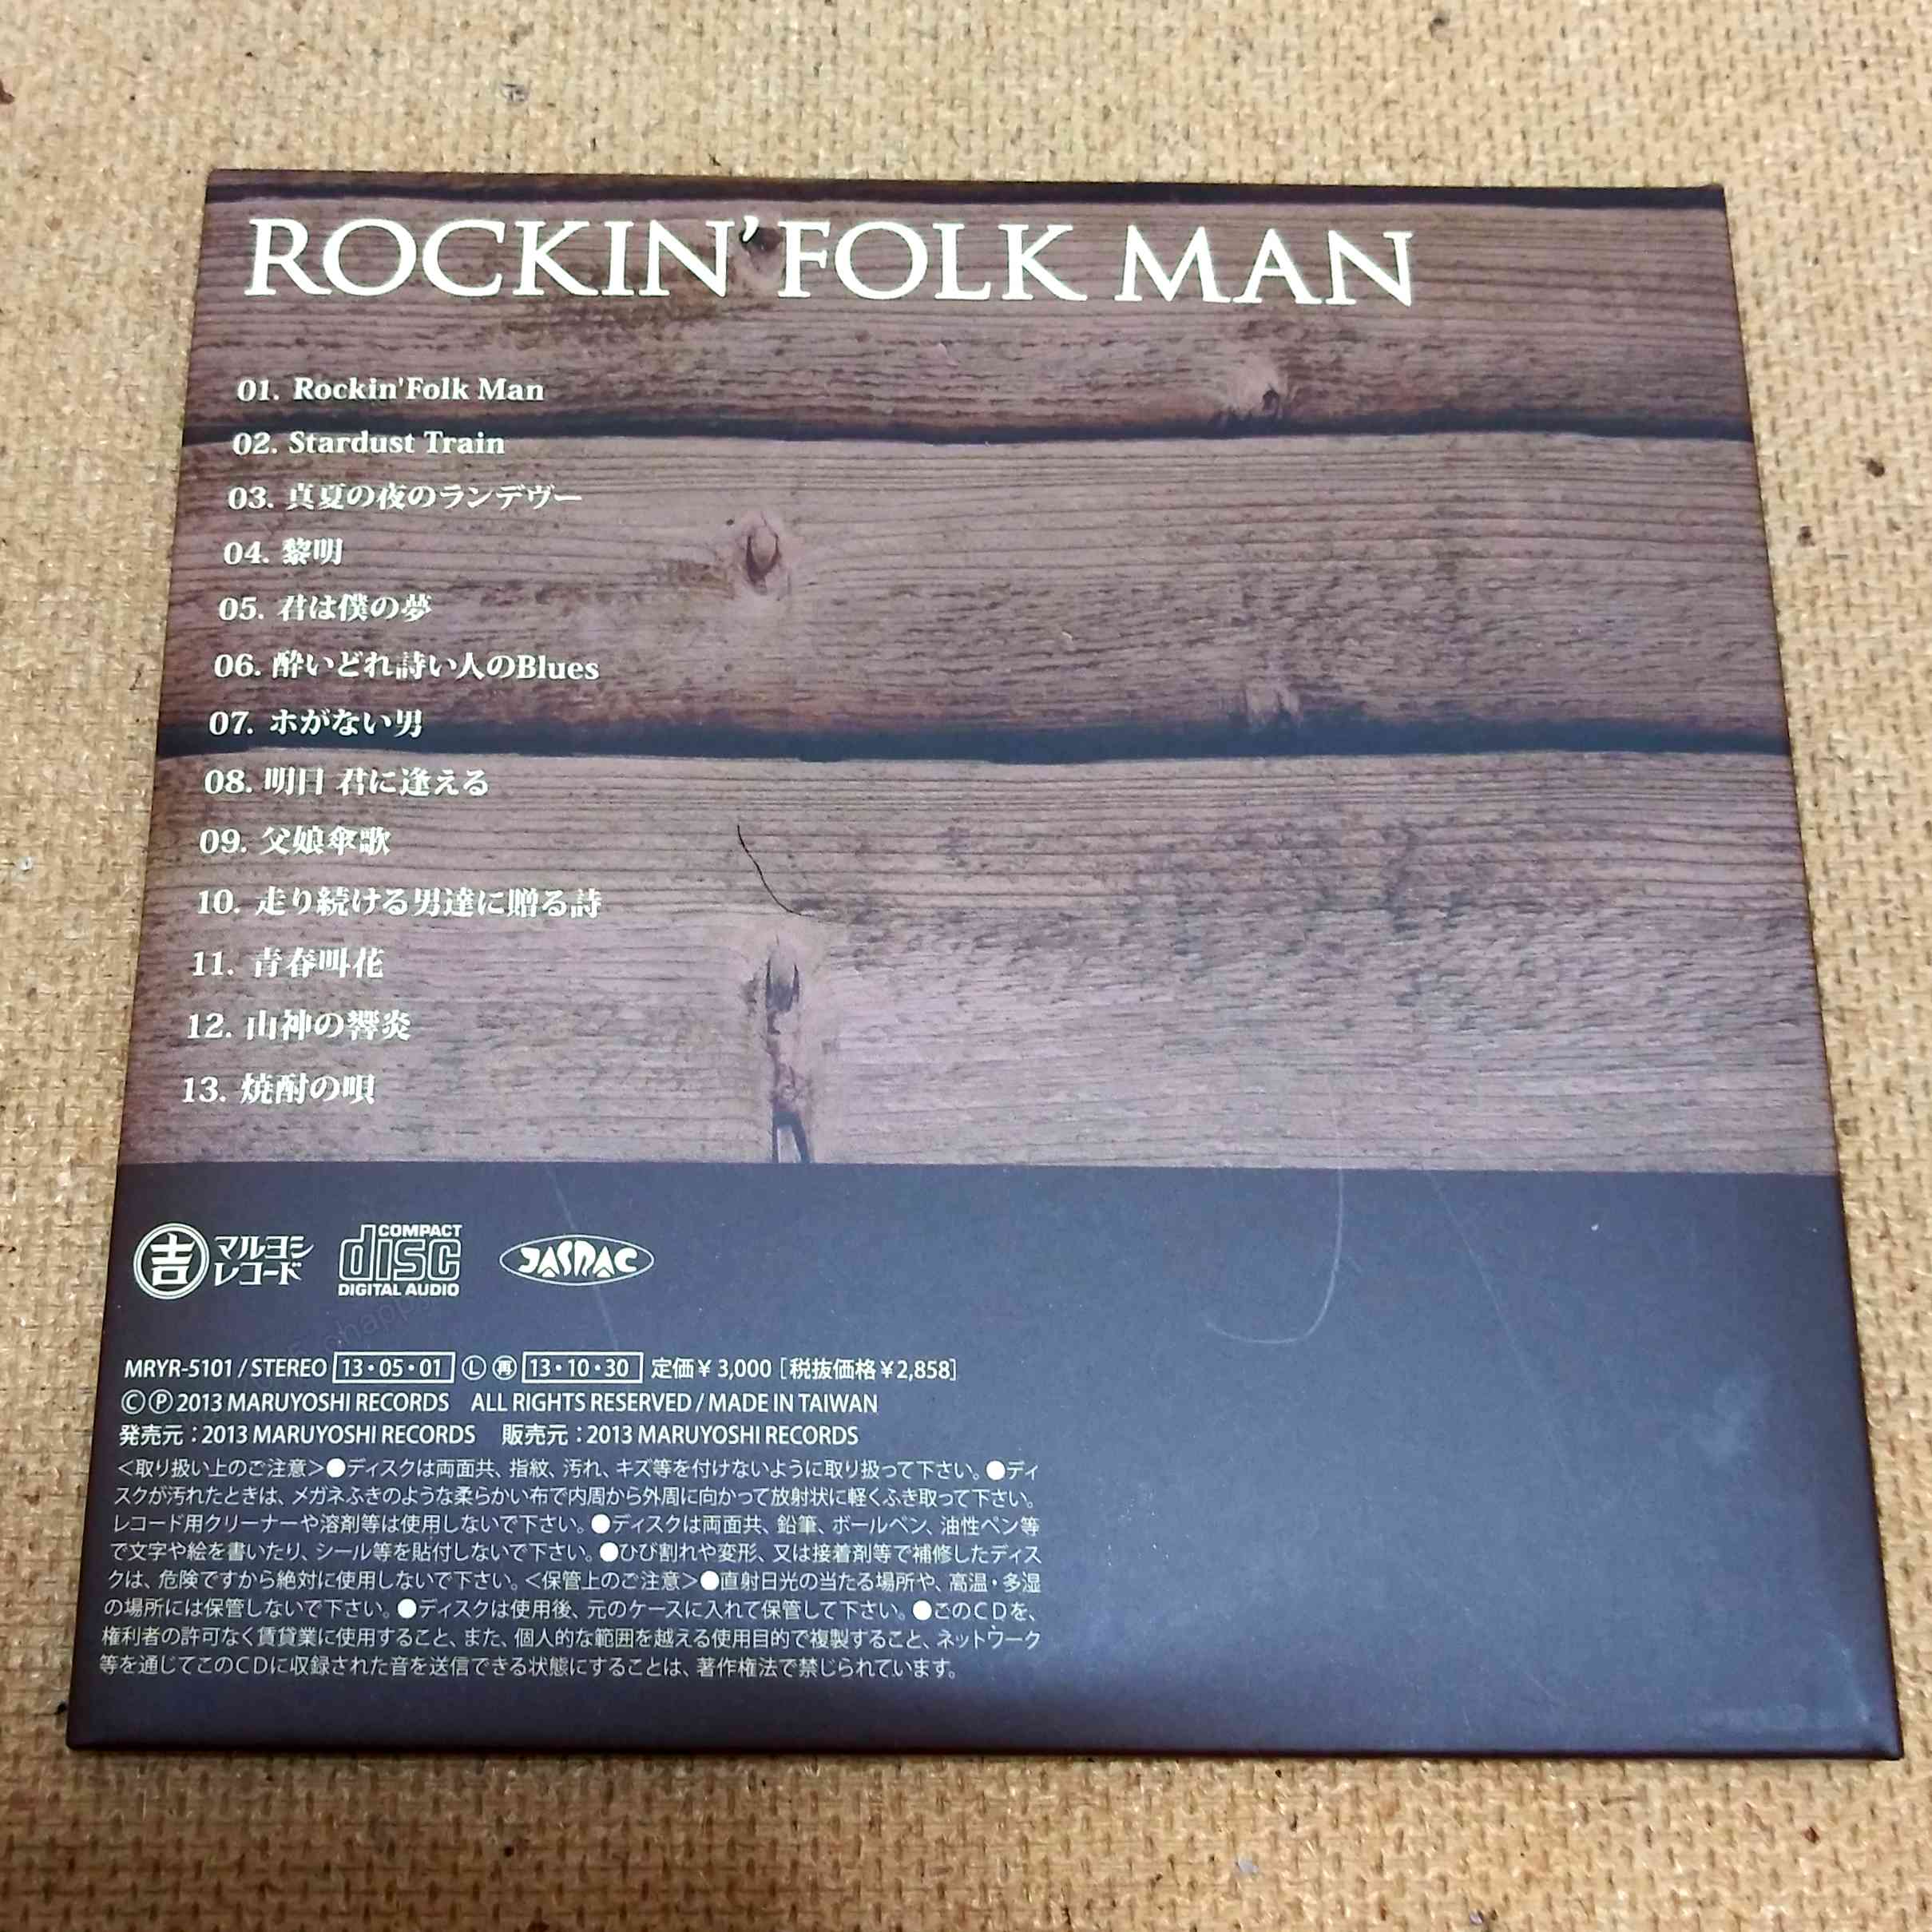 ROCKIN'FOLK MAN
01. Rockin'Folk Man
02. Stardust Train
03. 真夏の夜のランデヴー
04. 黎明
05. 君は僕の夢
06. 酔いどれ詩い人のBlues
07. ホがない男
08. 明日 君に逢える
09. 父娘傘歌
10. 走り続ける男達に贈る詩
11. 青春叫花
12. 山神の響炎
13. 焼酎の唄
吉 マルヨシ
レコード
COMPACT
disc
DIGITAL AUDIO
JASRAC
MRYR-5101 / STEREO 13・05・01 Ⓛ ㊢ 13・10・30 定価￥3,000 [税抜価格￥2,858]
ⒸⓅ2013 MARUYOSHI RECORDS ALL RIGHTS RESERVED / MADE IN TAIWAN
発売元：2013 MARUYOSHI RECORDS 販売元：2013 MARUYOSHI RECORDS
＜取り扱い上のご注意＞●ディスクは両面共、指紋、汚れ、キズ等を付けないように取り扱って下さい。●ディ
スクが汚れたときは、メガネふきのような柔らかい布で内周から外周に向かって放射状に軽くふき取って下さい。
レコード用クリーナーや溶剤等は使用しないで下さい。●ディスクは両面共、鉛筆、ボールペン、油性ペン等
で文字や絵を書いたり、シール等を貼付しないで下さい。●ひび割れや変形、又は接着剤等で補修したディス
クは、危険ですから絶対に使用しないで下さい。＜保管上のご注意＞●直射日光の当たる場所や、高温・多湿
の場所には保管しないで下さい。●ディスクは使用後、元のケースに入れて保管して下さい。●このＣＤを、
権利者の許可なく賃貸業に使用すること、また、個人的な範囲を越える使用目的で複製すること、ネットワーク
等を通じてこのＣＤに収録された音を送信できる状態にすることは、著作権法で禁じられています。